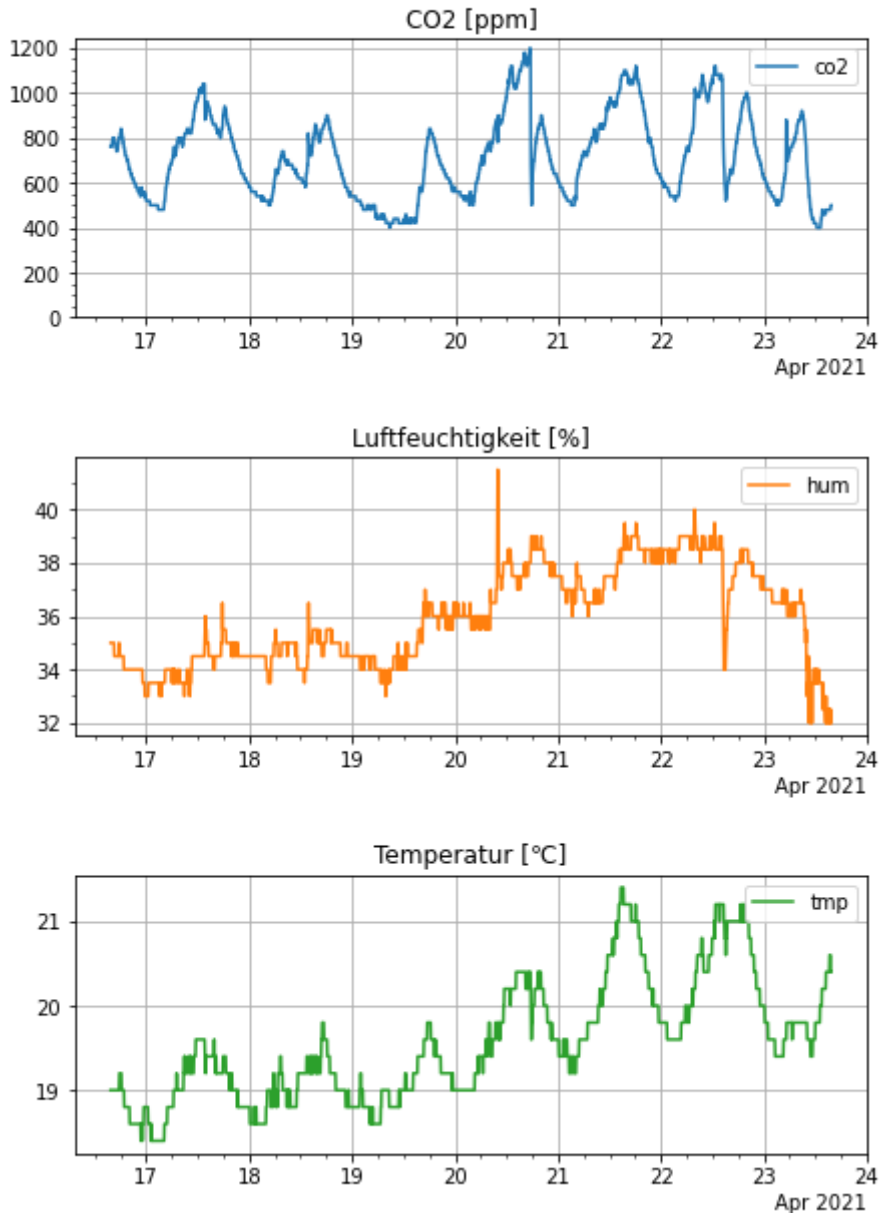 CO2 [ppm]
co2
1200
1000
800
600
400
200
0
17 18 19 20 21 22 23 24
Apr 2021
Luftfeuchtigkeit [%]
hum
40
38
36
34
32
17 18 19 20 21 22 23 24
Apr 2021
Temperatur [℃]
tmp
21
20
19
17 18 19 20 21 22 23 24
Apr 2021